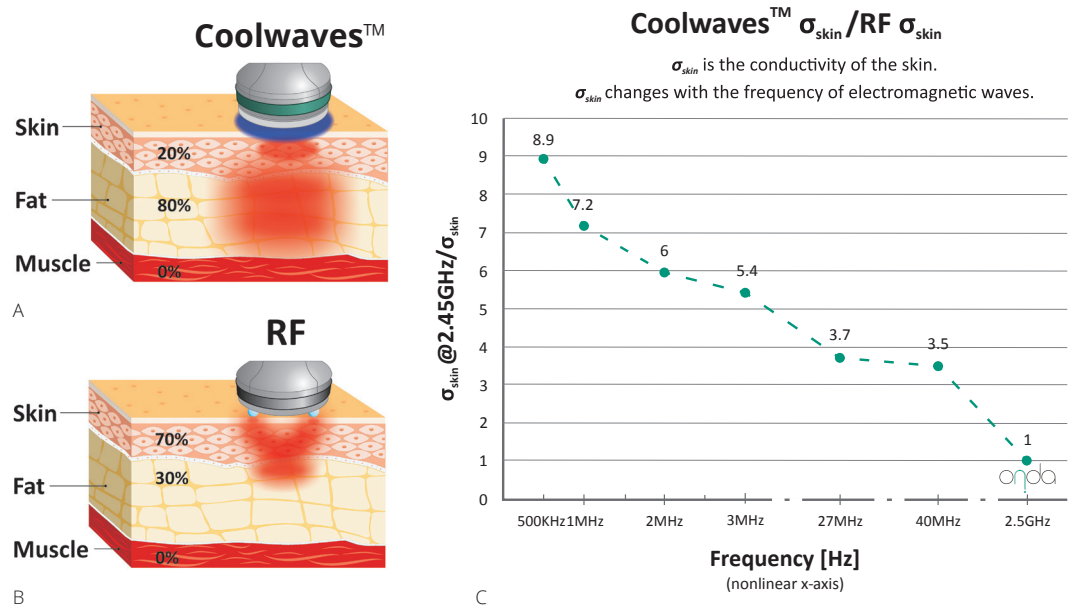 A
Coolwaves™
Skin
20%
Fat
80%
Muscle
0%
B
RF
Skin
70%
Fat
30%
Muscle
0%
C
Coolwaves™ σskin/RF σskin
σskin is the conductivity of the skin.
σskin changes with the frequency of electromagnetic waves.
σskin@2.45GHz/σskin
10
9
8
7
6
5
4
3
2
1
0
8.9
7.2
6
5.4
3.7
3.5
1
onda
500KHz 1MHz 2MHz 3MHz 27MHz 40MHz 2.5GHz
Frequency [Hz]
(nonlinear x-axis)